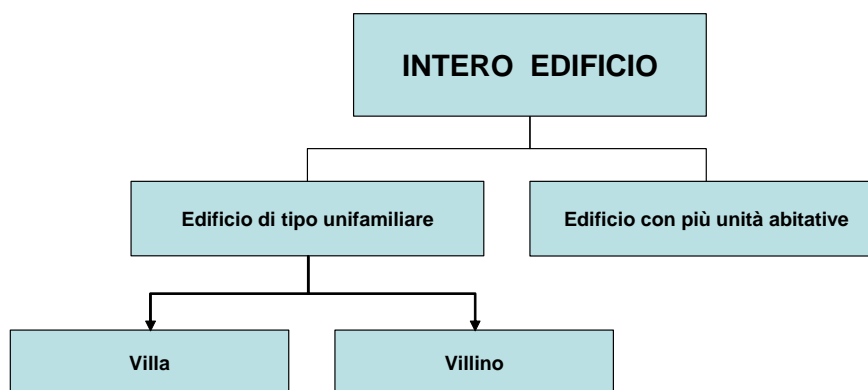 INTERO EDIFICIO
Edificio di tipo unifamiliare
Edificio con più unità abitative
Villa
Villino